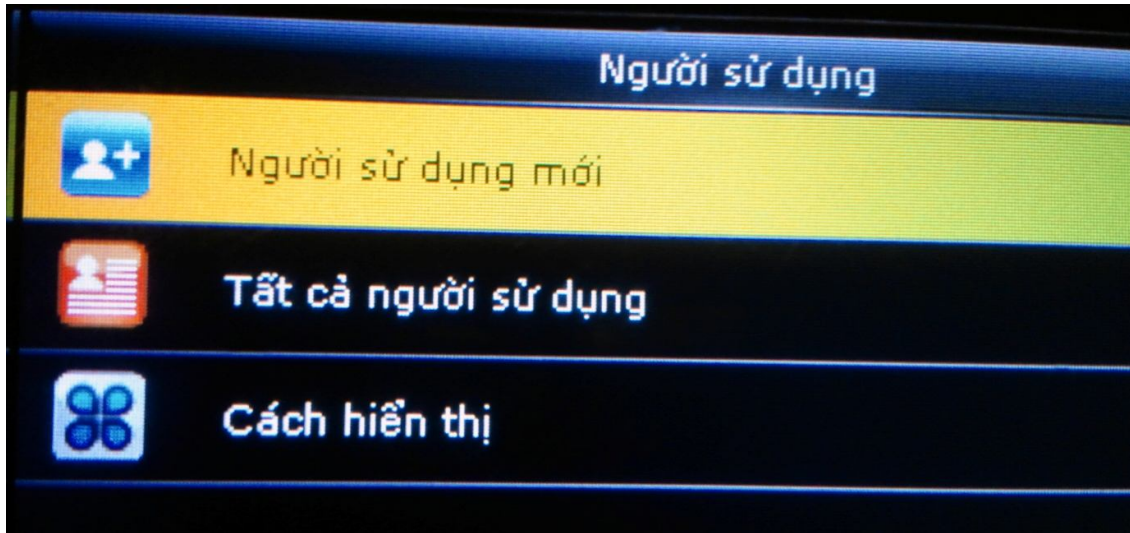 Người sử dụng
Người sử dụng mới
Tất cả người sử dụng
Cách hiển thị